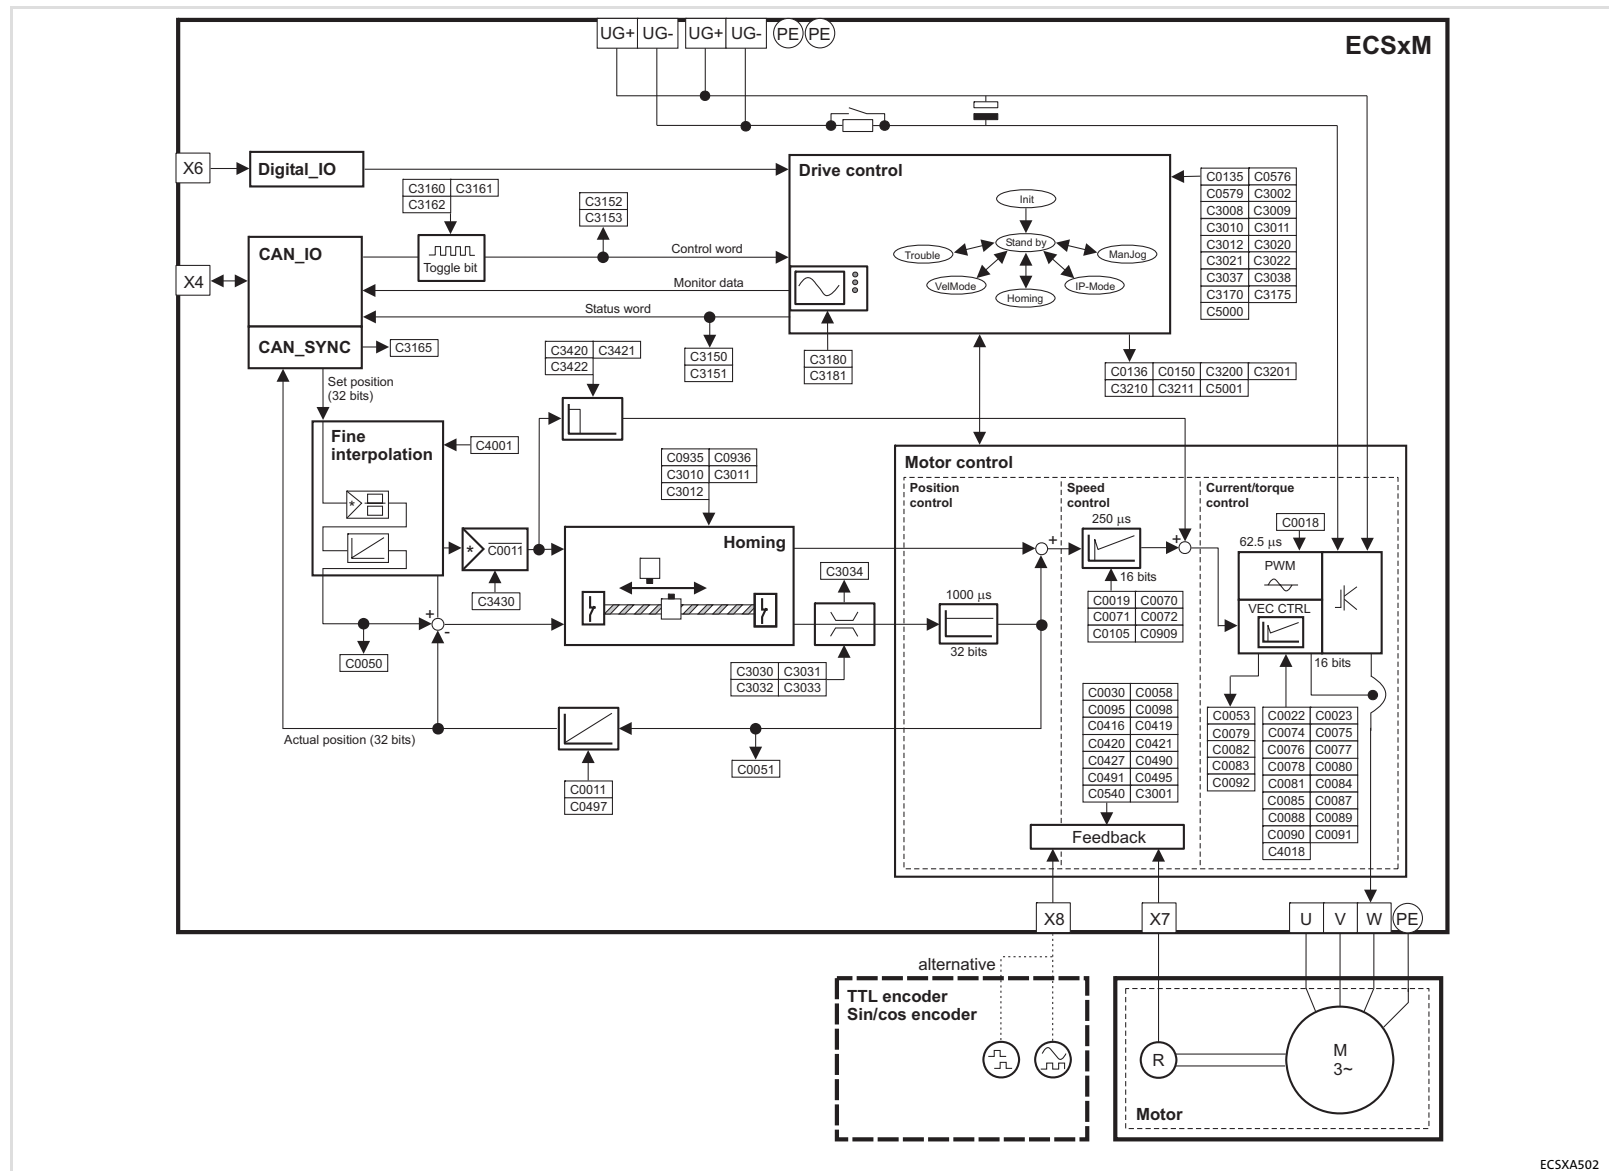 UG+ UG- UG+ UG- PE PE
ECSxM
X6
Digital_IO
C3160 C3161
C3162
C3152
C3153
Drive control
Init
Stand by
Trouble
ManJog
VelMode
IP-Mode
Homing
C0135 C0576
C0579 C3002
C3008 C3009
C3010 C3011
C3012 C3020
C3021 C3022
C3037 C3038
C3170 C3175
C5000
X4
CAN_IO
Toggle bit
Control word
Monitor data
Status word
CAN_SYNC
C3165
C3150
C3151
C3180
C3181
C0136 C0150 C3200 C3201
C3210 C3211 C5001
Set position
(32 bits)
C3420 C3421
C3422
Fine
interpolation
*
C4001
* C0011
C3430
C0935 C0936
C3010 C3011
C3012
Homing
C3034
C3030 C3031
C3032 C3033
+
-
C0050
Actual position (32 bits)
C0011
C0497
C0051
Motor control
Position
control
Speed
control
Current/torque
control
1000 µs
32 bits
+
250 µs
16 bits
+
C0019 C0070
C0071 C0072
C0105 C0909
C0018
62.5 µs
PWM
VEC CTRL
16 bits
C0030 C0058
C0095 C0098
C0416 C0419
C0420 C0421
C0427 C0490
C0491 C0495
C0540 C3001
Feedback
C0053
C0079
C0082
C0083
C0092
C0022 C0023
C0074 C0075
C0076 C0077
C0078 C0080
C0081 C0084
C0085 C0087
C0088 C0089
C0090 C0091
C4018
X8
X7
U V W PE
alternative
TTL encoder
Sin/cos encoder
R
M
3~
Motor
ECSXA502